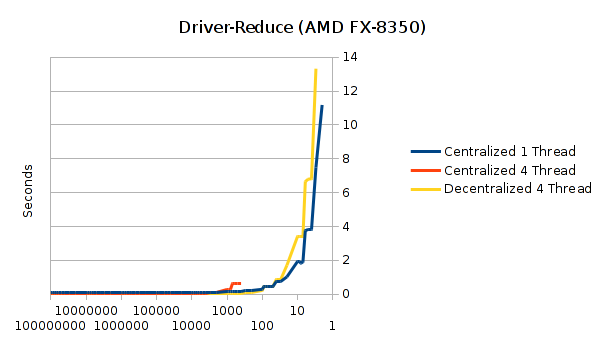 Driver-Reduce (AMD FX-8350)
14
12
10
8
6
4
2
0
Seconds
Centralized 1 Thread
Centralized 4 Thread
Decentralized 4 Thread
10000000 100000 1000 10
100000000 1000000 10000 100 1